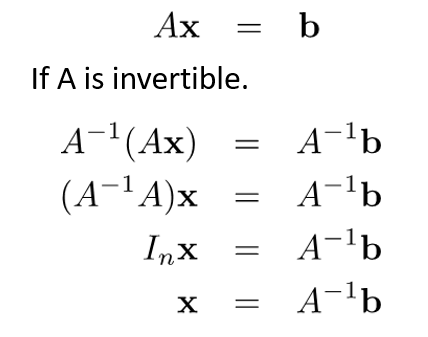 Ax = b
If A is invertible.
A⁻¹(Ax) = A⁻¹b
(A⁻¹A)x = A⁻¹b
Iₙx = A⁻¹b
x = A⁻¹b